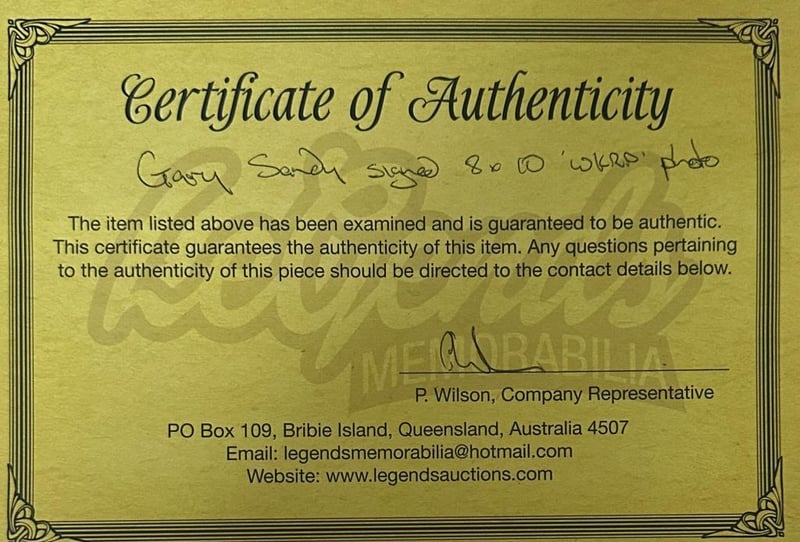 Certificate of Authenticity
Gary Sandy signed 8x10 'WKRP' photo
The item listed above has been examined and is guaranteed to be authentic.
This certificate guarantees the authenticity of this item. Any questions pertaining
to the authenticity of this piece should be directed to the contact details below.
Legends
MEMORABILIA
P. Wilson, Company Representative
PO Box 109, Bribie Island, Queensland, Australia 4507
Email: legendsmemorabilia@hotmail.com
Website: www.legendsauctions.com